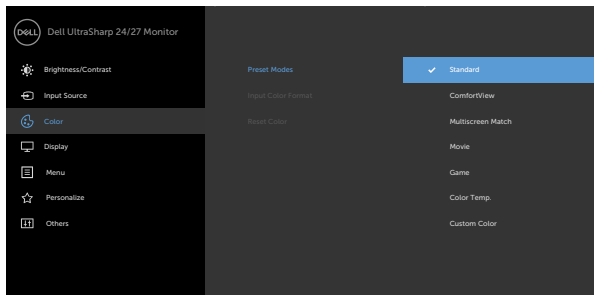 DELL
Dell UltraSharp 24/27 Monitor
Brightness/Contrast
Input Source
Color
Display
Menu
Personalize
Others
Preset Modes
Input Color Format
Reset Color
Standard
ComfortView
Multiscreen Match
Movie
Game
Color Temp.
Custom Color